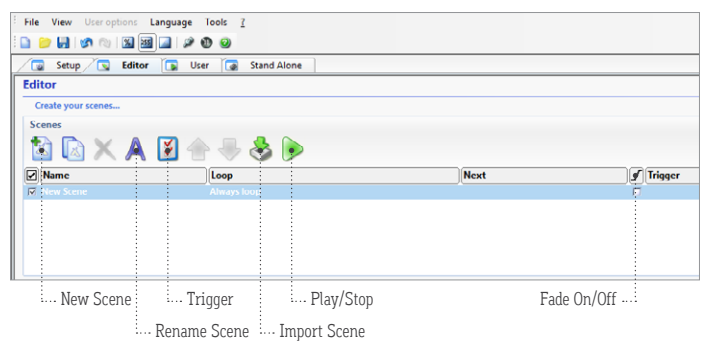 File View User options Language Tools ?
Setup Editor User Stand Alone
Editor
Create your scenes...
Scenes
Name Loop Next Trigger
New Scene Always loop
New Scene Trigger Play/Stop Fade On/Off
Rename Scene Import Scene